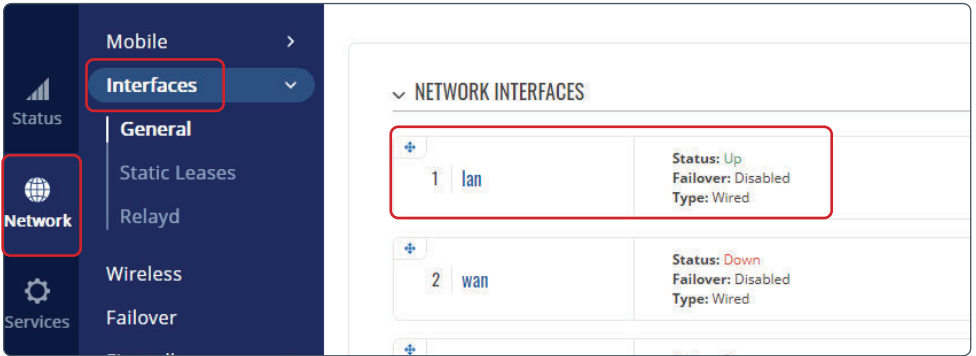 Status
Network
Services
Mobile
Interfaces
General
Static Leases
Relayd
Wireless
Failover
NETWORK INTERFACES
1 lan
Status: Up
Failover: Disabled
Type: Wired
2 wan
Status: Down
Failover: Disabled
Type: Wired